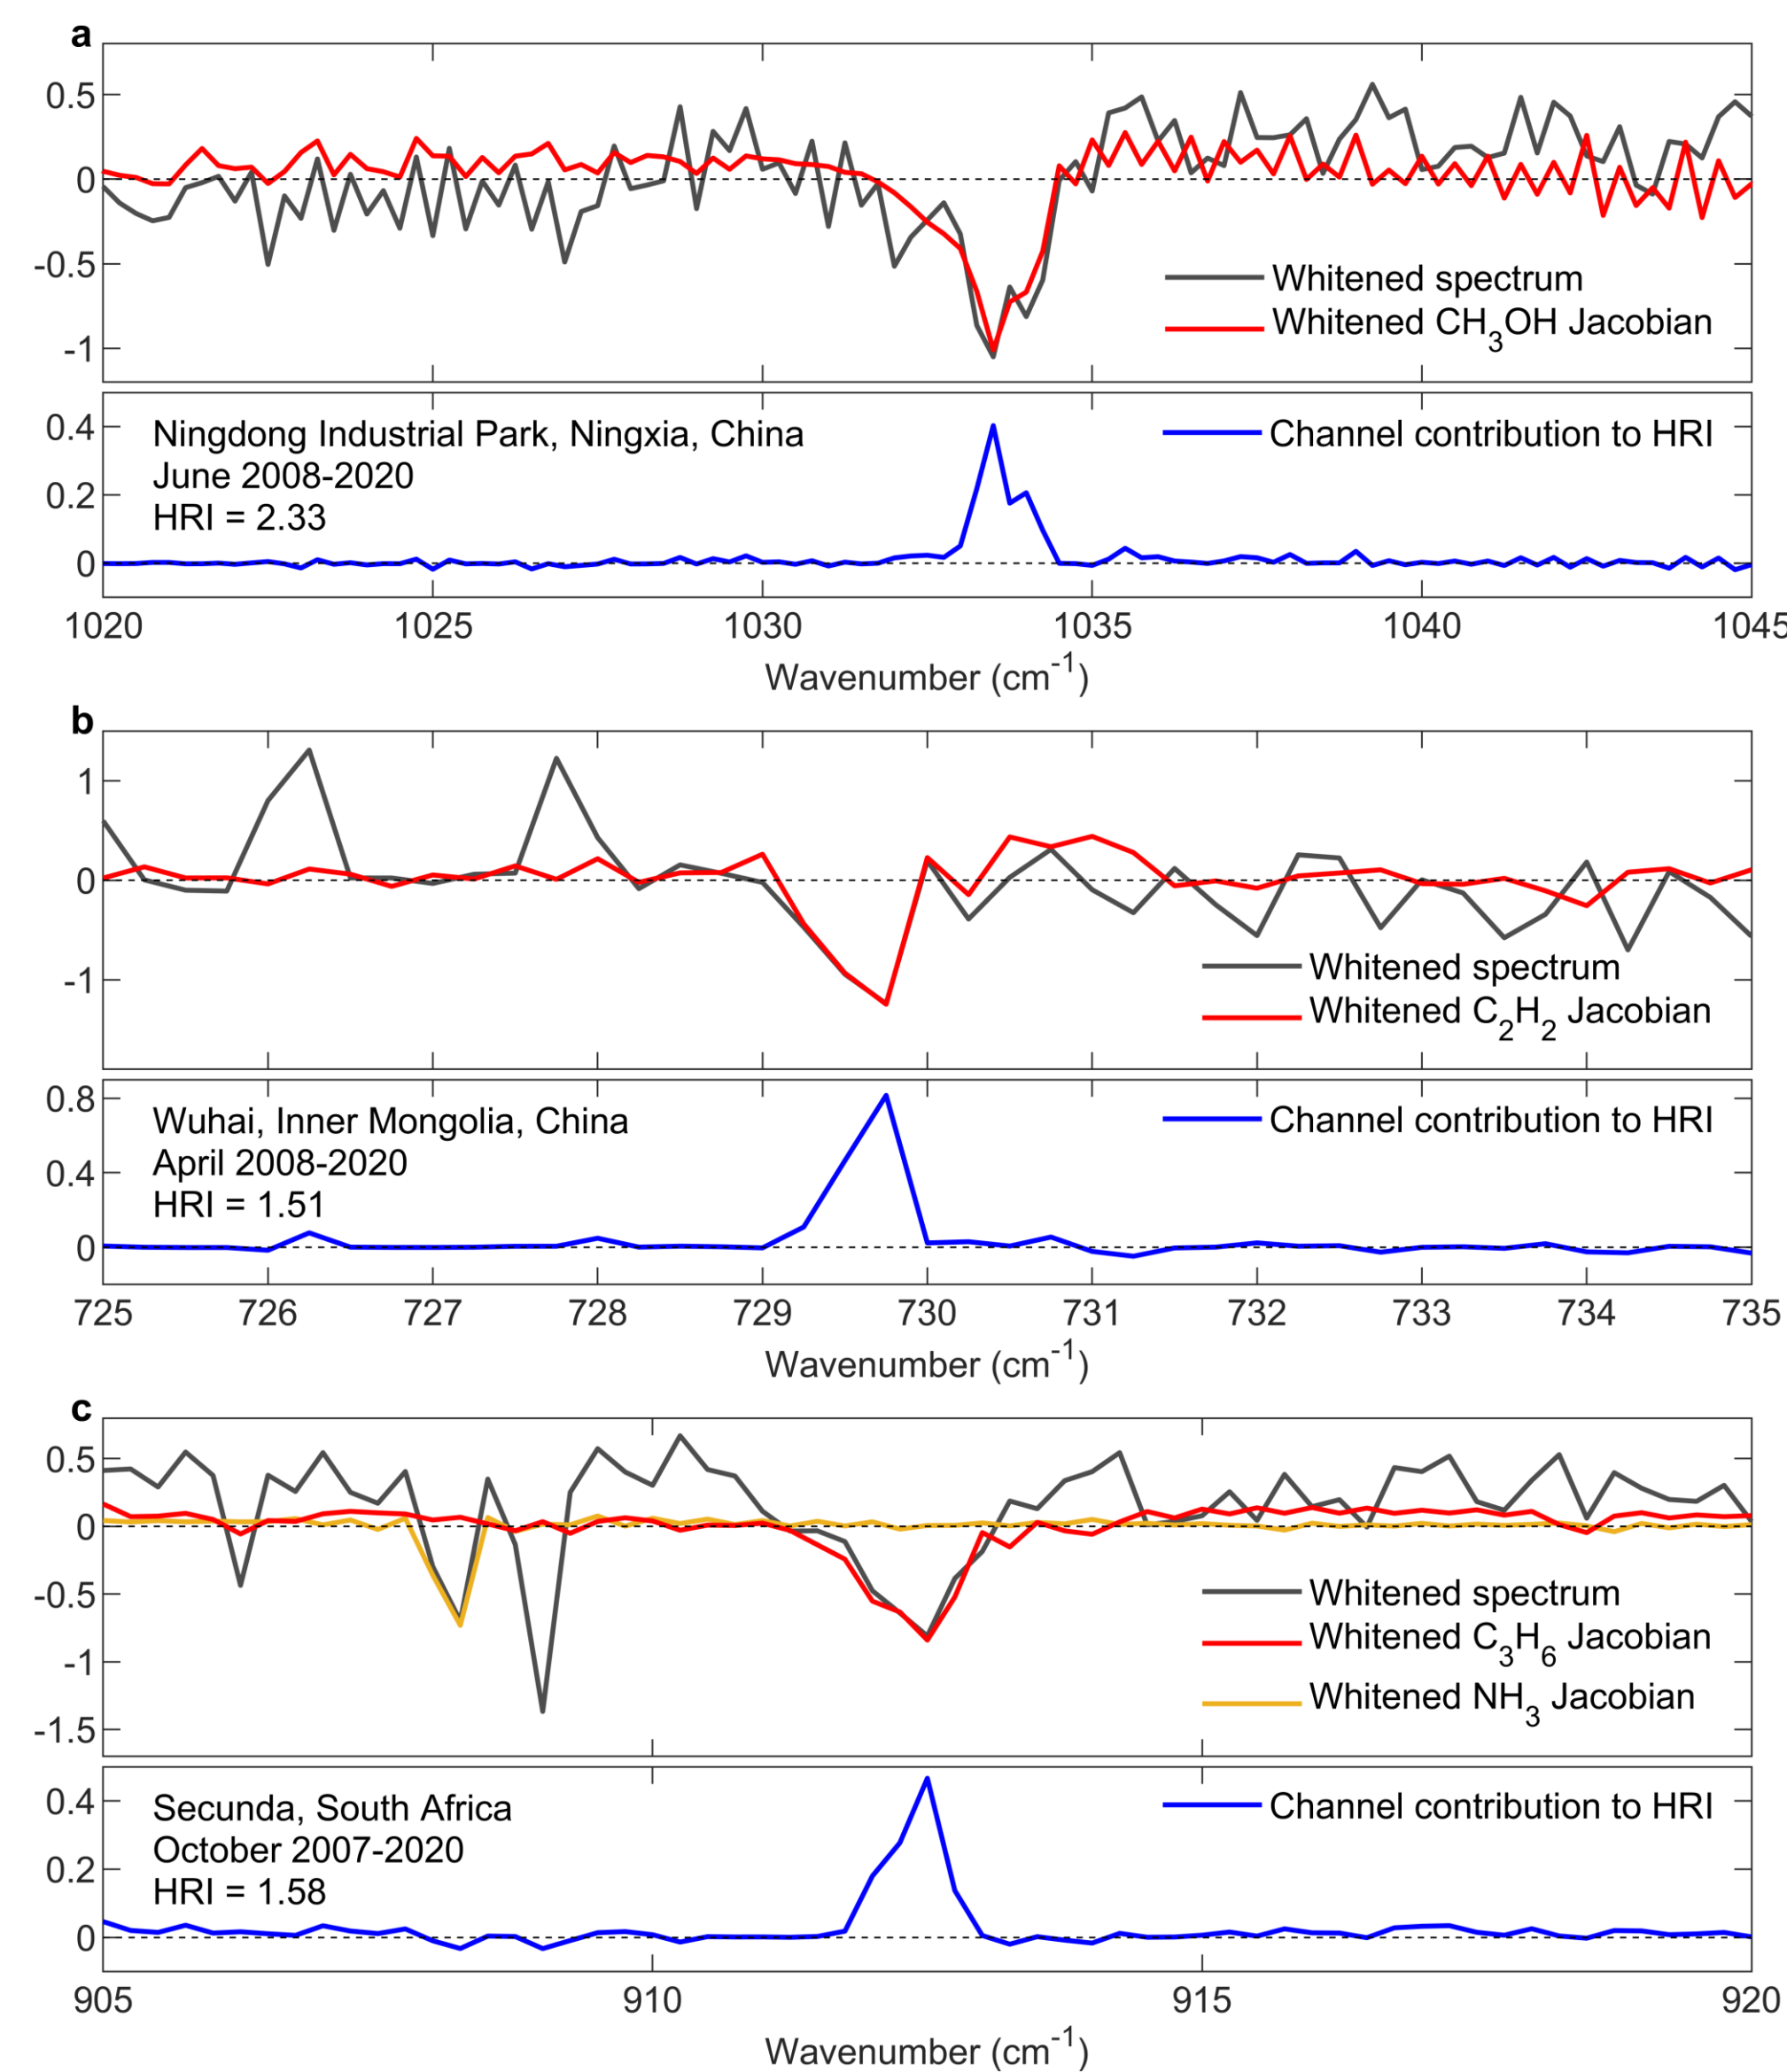 a
0.5
0
-0.5
-1
Whitened spectrum
Whitened CH3OH Jacobian
0.4
0.2
0
Ningdong Industrial Park, Ningxia, China
June 2008-2020
HRI = 2.33
Channel contribution to HRI
1020 1025 1030 1035 1040 1045
Wavenumber (cm-1)
b
1
0
-1
Whitened spectrum
Whitened C2H2 Jacobian
0.8
0.4
0
Wuhai, Inner Mongolia, China
April 2008-2020
HRI = 1.51
Channel contribution to HRI
725 726 727 728 729 730 731 732 733 734 735
Wavenumber (cm-1)
c
0.5
0
-0.5
-1
-1.5
Whitened spectrum
Whitened C3H6 Jacobian
Whitened NH3 Jacobian
0.4
0.2
0
Secunda, South Africa
October 2007-2020
HRI = 1.58
Channel contribution to HRI
905 910 915 920
Wavenumber (cm-1)